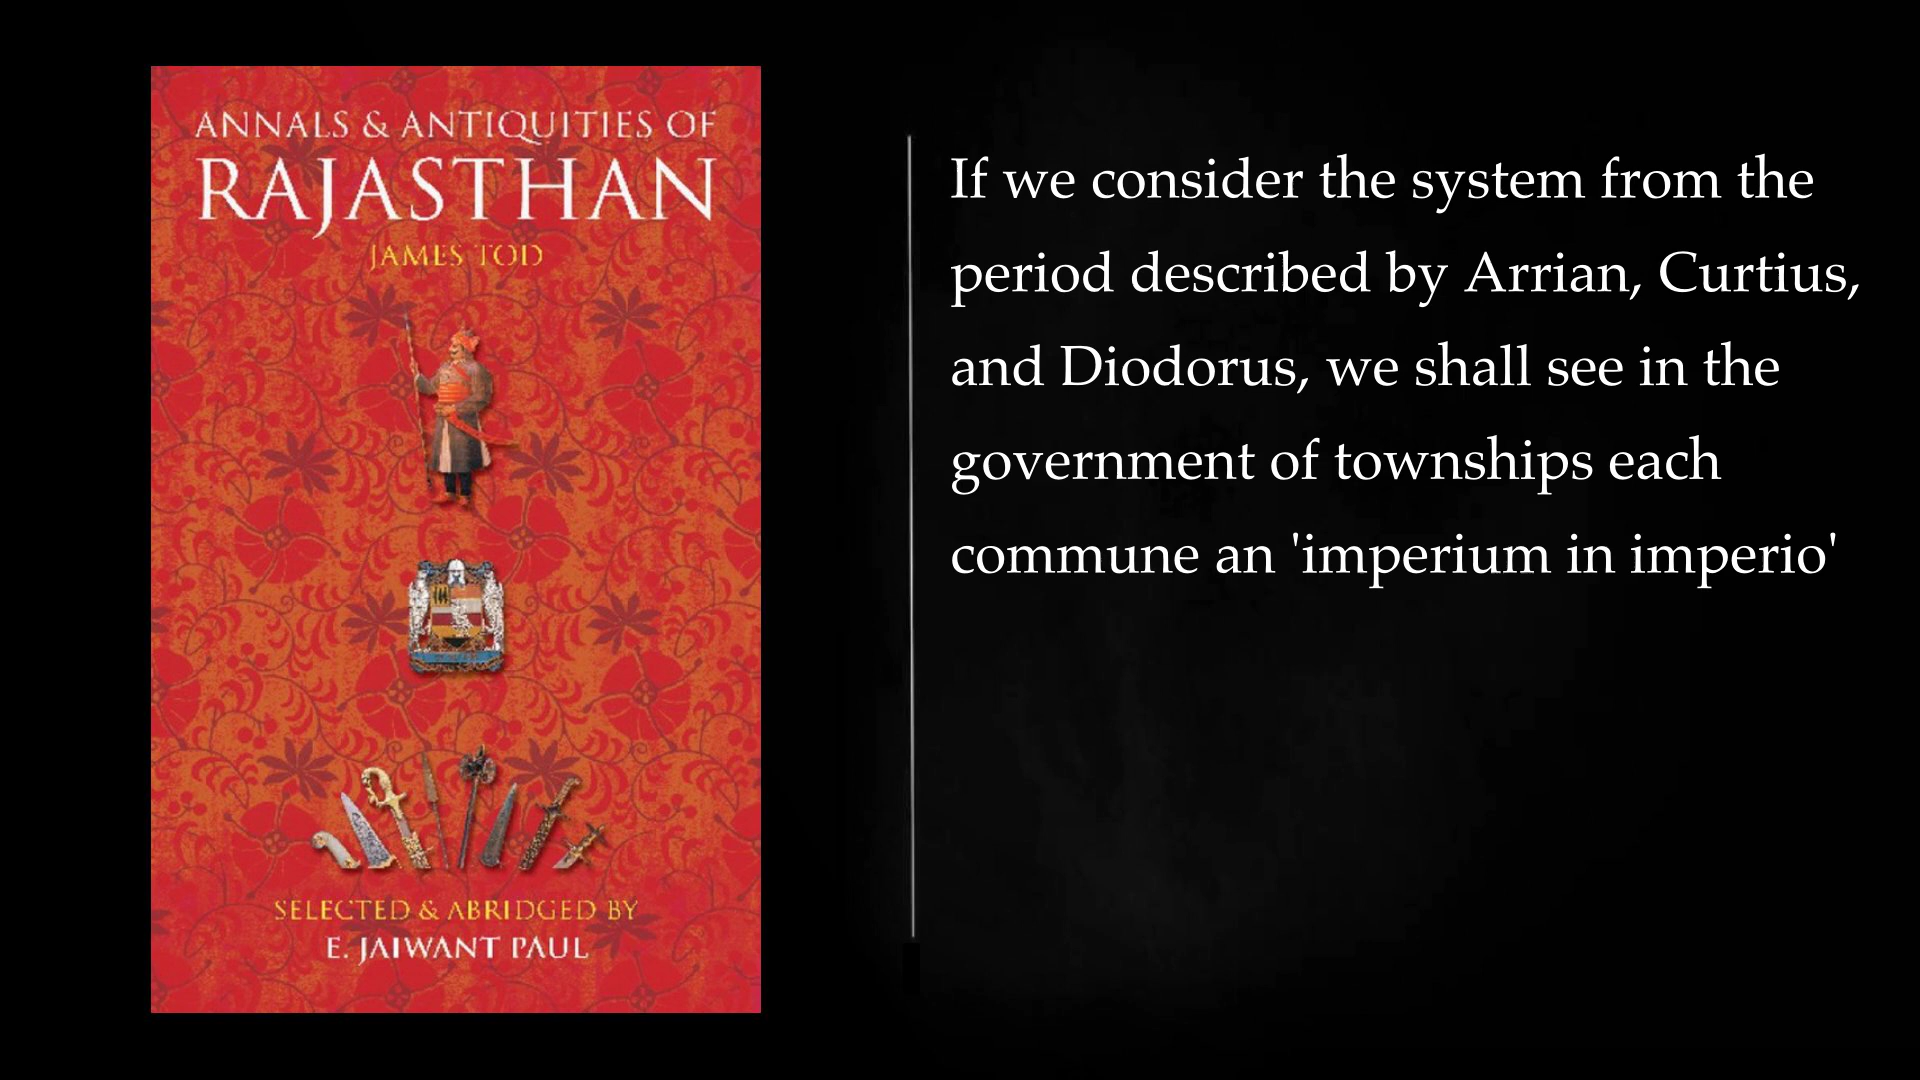 ANNALS & ANTIQUITIES OF
RAJASTHAN
JAMES TOD
SELECTED & ABRIDGED BY
E. JAIWANT PAUL
If we consider the system from the
period described by Arrian, Curtius,
and Diodorus, we shall see in the
government of townships each
commune an 'imperium in imperio'